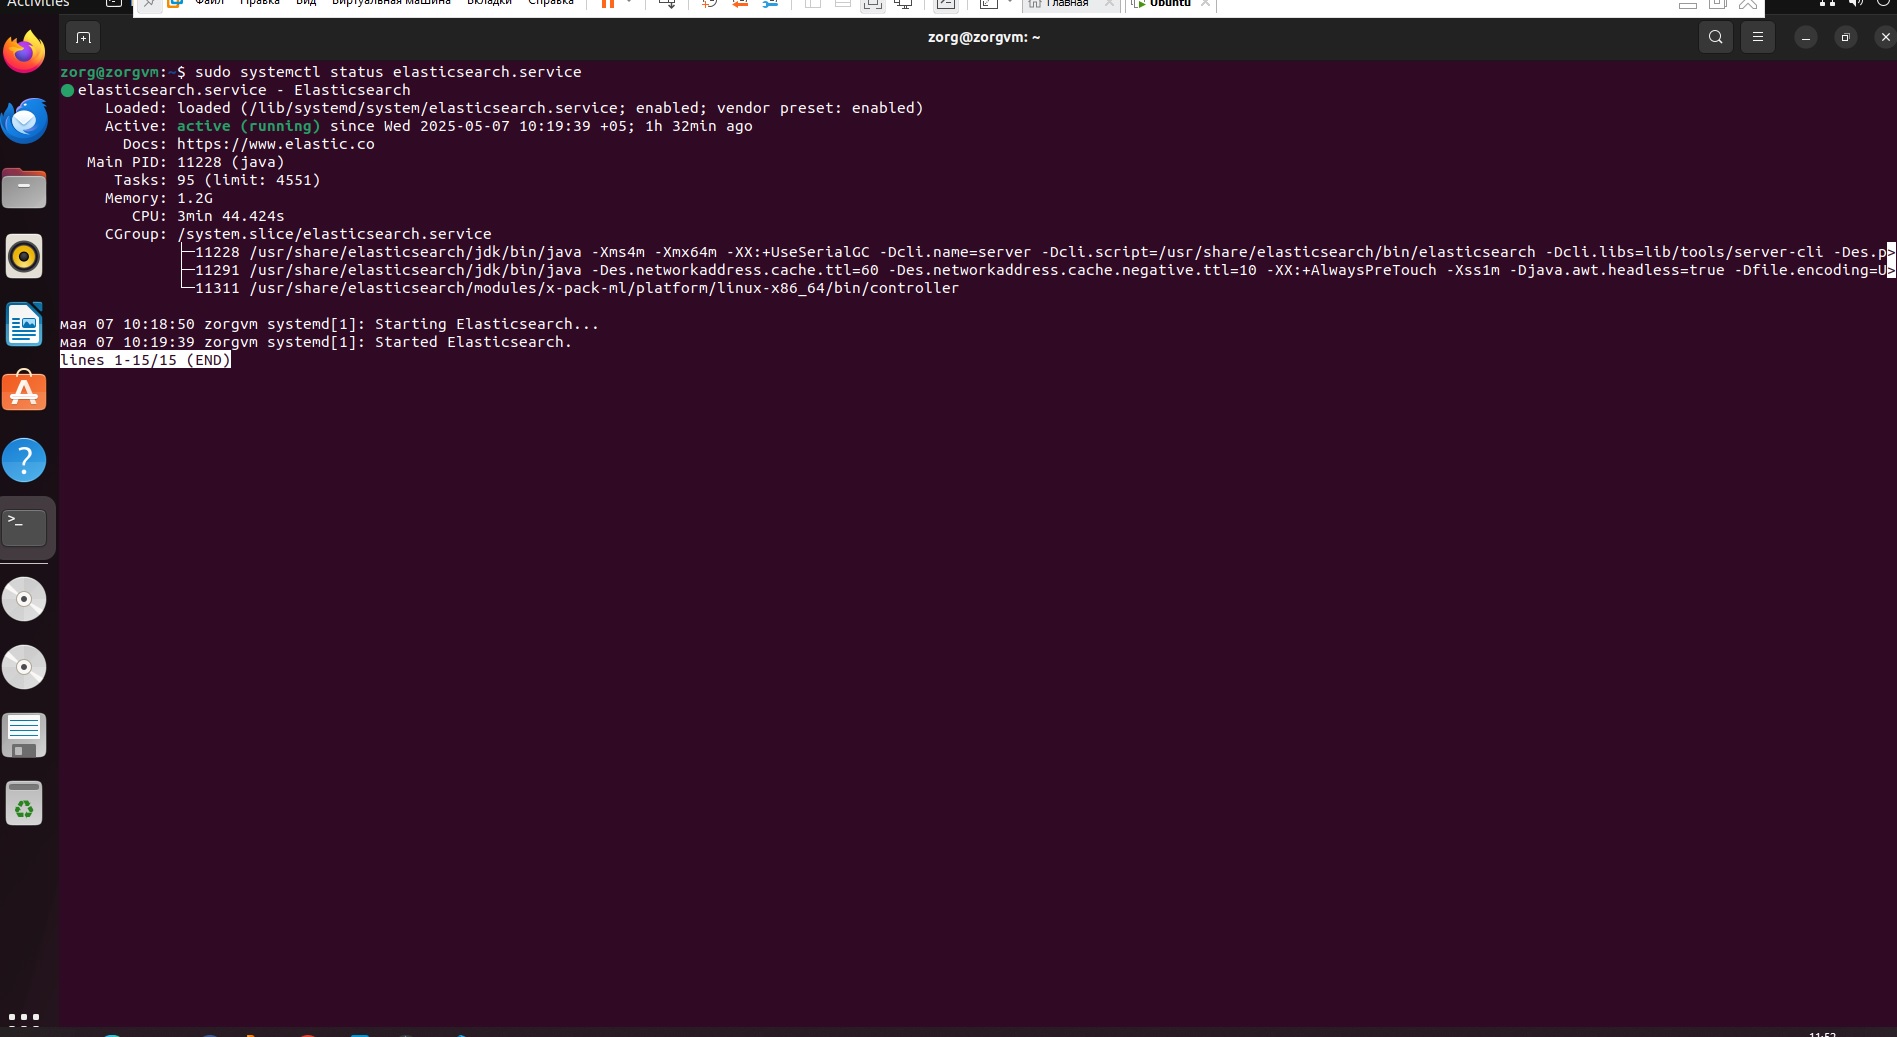 Activities
Файл Правка Вид Виртуальная машина Вкладки Справка Главная Ubuntu
zorg@zorgvm: ~
zorg@zorgvm:~$ sudo systemctl status elasticsearch.service
elasticsearch.service - Elasticsearch
Loaded: loaded (/lib/systemd/system/elasticsearch.service; enabled; vendor preset: enabled)
Active: active (running) since Wed 2025-05-07 10:19:39 +05; 1h 32min ago
Docs: https://www.elastic.co
Main PID: 11228 (java)
Tasks: 95 (limit: 4551)
Memory: 1.2G
CPU: 3min 44.424s
CGroup: /system.slice/elasticsearch.service
├─11228 /usr/share/elasticsearch/jdk/bin/java -Xms4m -Xmx64m -XX:+UseSerialGC -Dcli.name=server -Dcli.script=/usr/share/elasticsearch/bin/elasticsearch -Dcli.libs=lib/tools/server-cli -Des.p>
├─11291 /usr/share/elasticsearch/jdk/bin/java -Des.networkaddress.cache.ttl=60 -Des.networkaddress.cache.negative.ttl=10 -XX:+AlwaysPreTouch -Xss1m -Djava.awt.headless=true -Dfile.encoding=U>
└─11311 /usr/share/elasticsearch/modules/x-pack-ml/platform/linux-x86_64/bin/controller
мая 07 10:18:50 zorgvm systemd[1]: Starting Elasticsearch...
мая 07 10:19:39 zorgvm systemd[1]: Started Elasticsearch.
lines 1-15/15 (END)